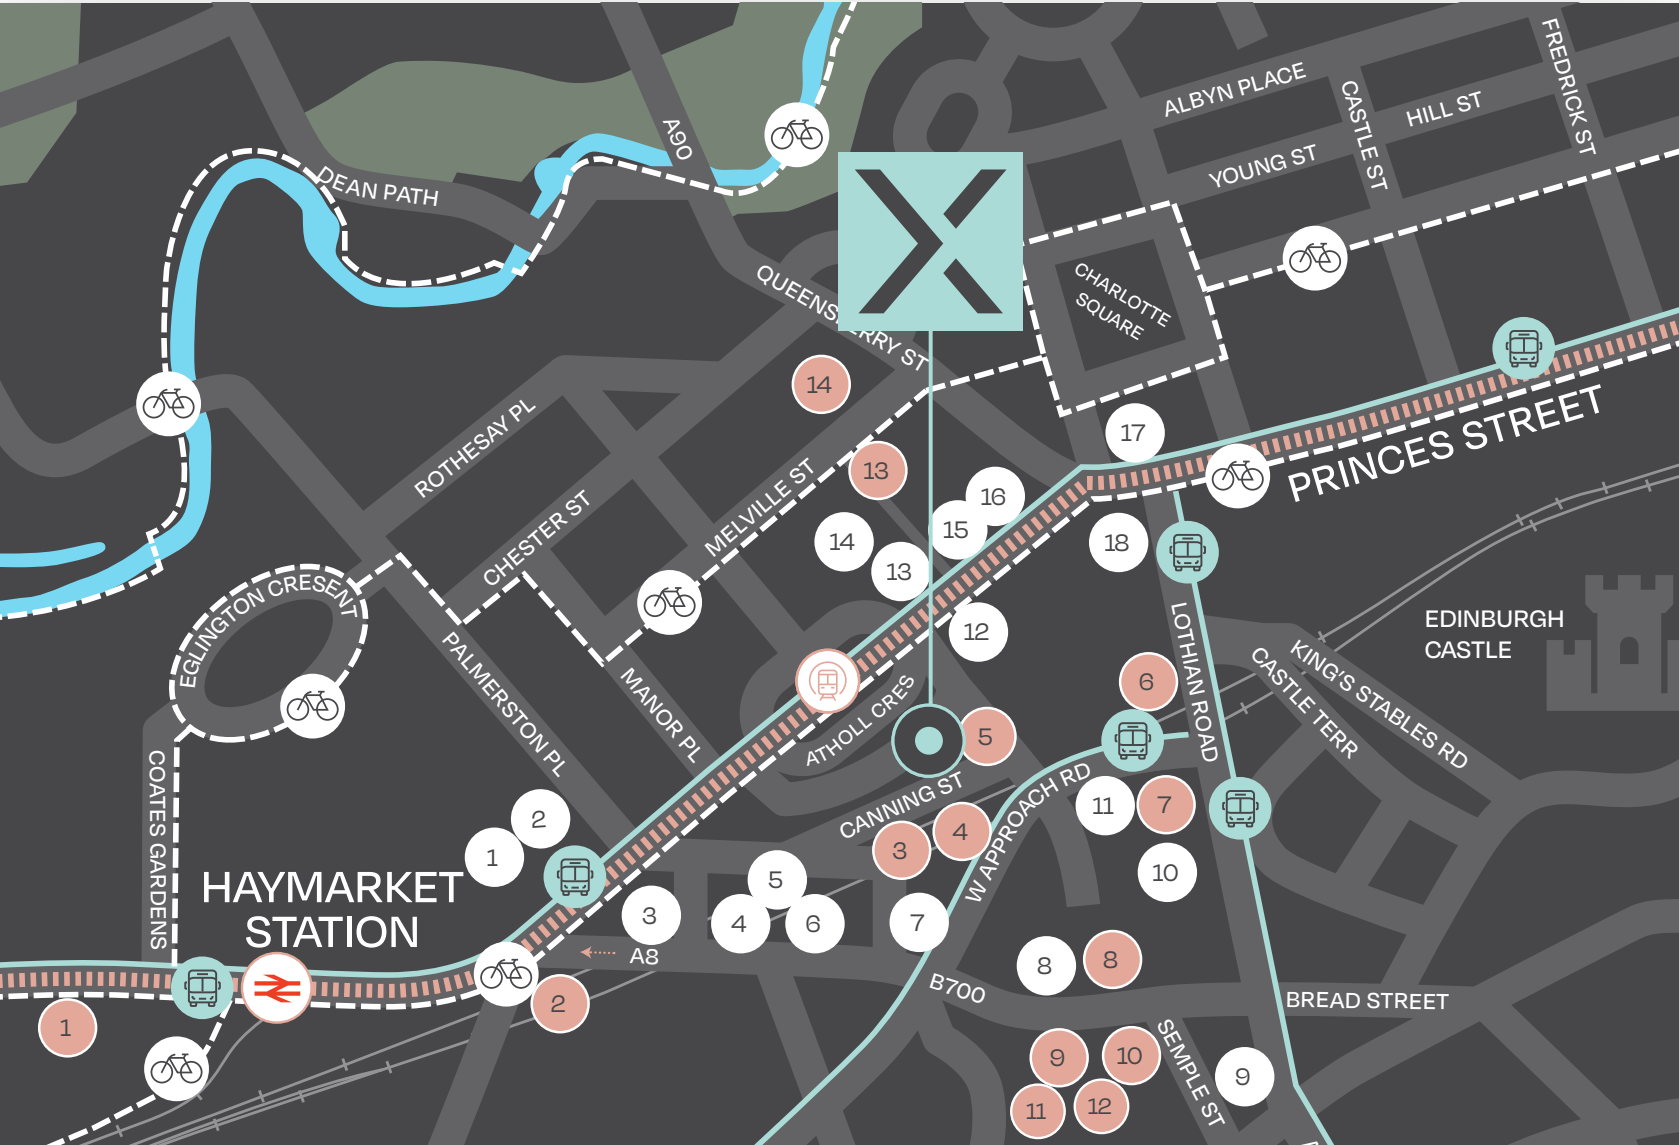 FREDRICK ST
ALBYN PLACE
CASTLE ST
HILL ST
A90
YOUNG ST
DEAN PATH
X
CHARLOTTE
SQUARE
14
17
ROTHESAY PL
PRINCES STREET
MELVILLE ST
13
16
CHESTER ST
15
14
18
13
EGLINGTON CRESENT
LOTHIAN ROAD
EDINBURGH
CASTLE
12
PALMERSTON PL
KING'S STABLES RD
CASTLE TERR
MANOR PL
6
ATHOLL CRES
5
COATES GARDENS
CANNING ST
W APPROACH RD
11
7
2
4
1
3
HAYMARKET
STATION
5
10
3
4
6
7
A8
8
8
B700
2
BREAD STREET
1
SEMPLE ST
9
10
9
11
12